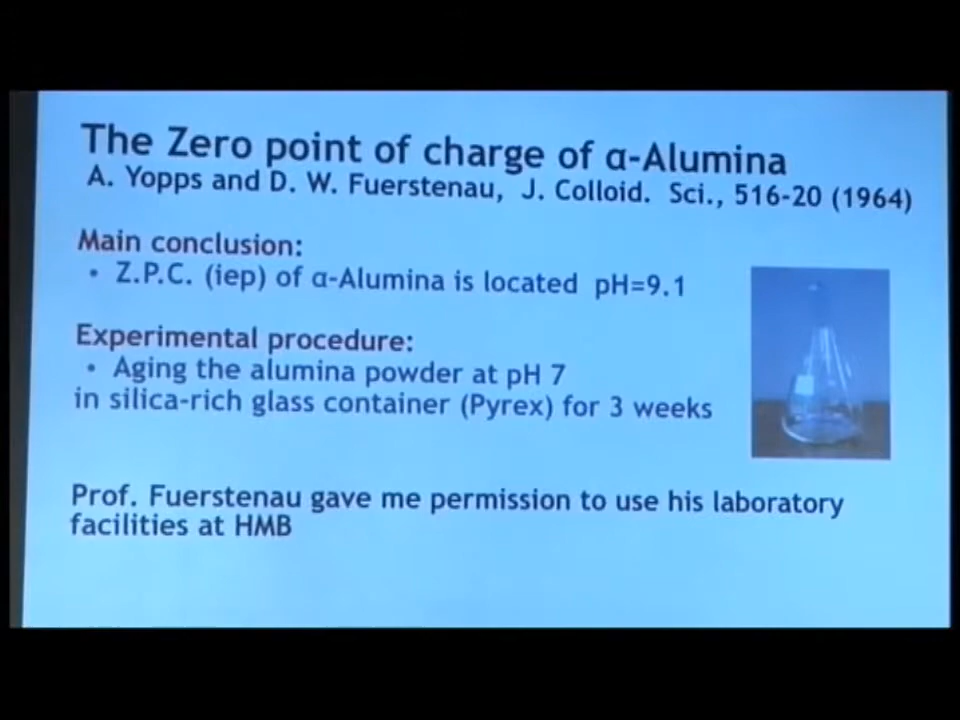 The Zero point of charge of α-Alumina
A. Yopps and D. W. Fuerstenau, J. Colloid. Sci., 516-20 (1964)
Main conclusion:
• Z.P.C. (iep) of α-Alumina is located pH=9.1
Experimental procedure:
• Aging the alumina powder at pH 7
in silica-rich glass container (Pyrex) for 3 weeks
Prof. Fuerstenau gave me permission to use his laboratory
facilities at HMB